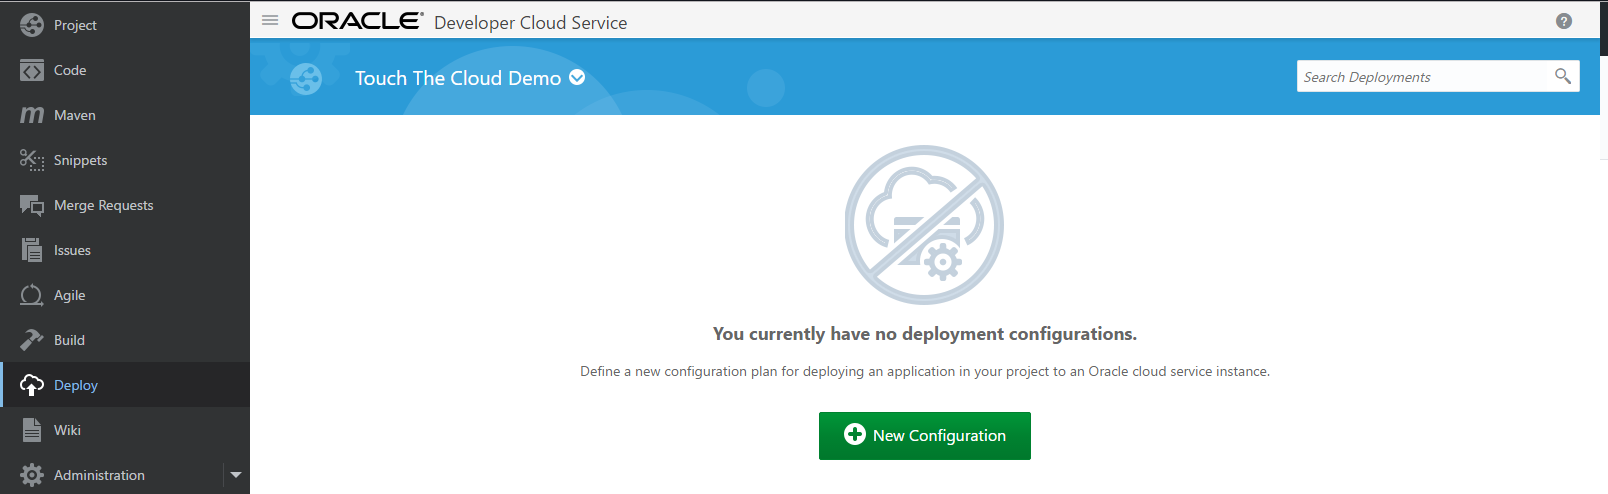 Project
Code
Maven
Snippets
Merge Requests
Issues
Agile
Build
Deploy
Wiki
Administration
ORACLE Developer Cloud Service
?
Touch The Cloud Demo
Search Deployments
You currently have no deployment configurations.
Define a new configuration plan for deploying an application in your project to an Oracle cloud service instance.
New Configuration